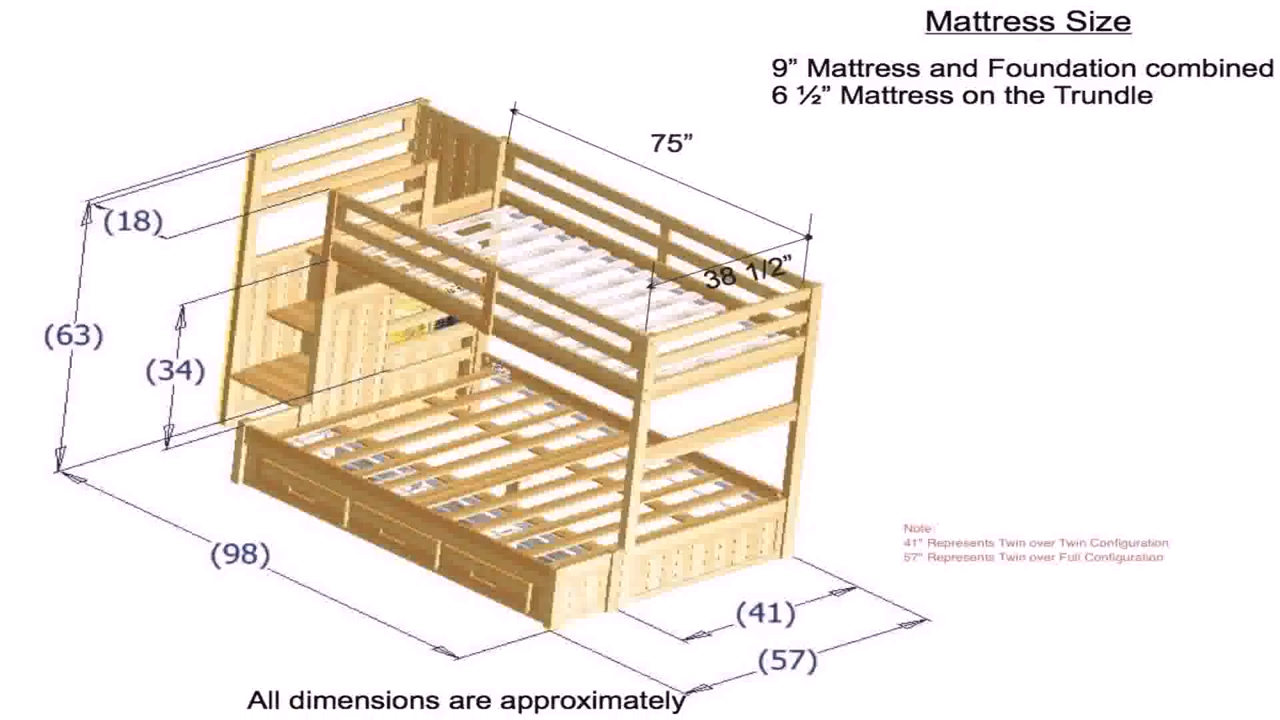 Mattress Size
9” Mattress and Foundation combined
6 ½” Mattress on the Trundle
75”
38 1/2”
(18)
(63)
(34)
(98)
(41)
(57)
Note:
41" Represents Twin over Twin Configuration
57" Represents Twin over Full Configuration
All dimensions are approximately